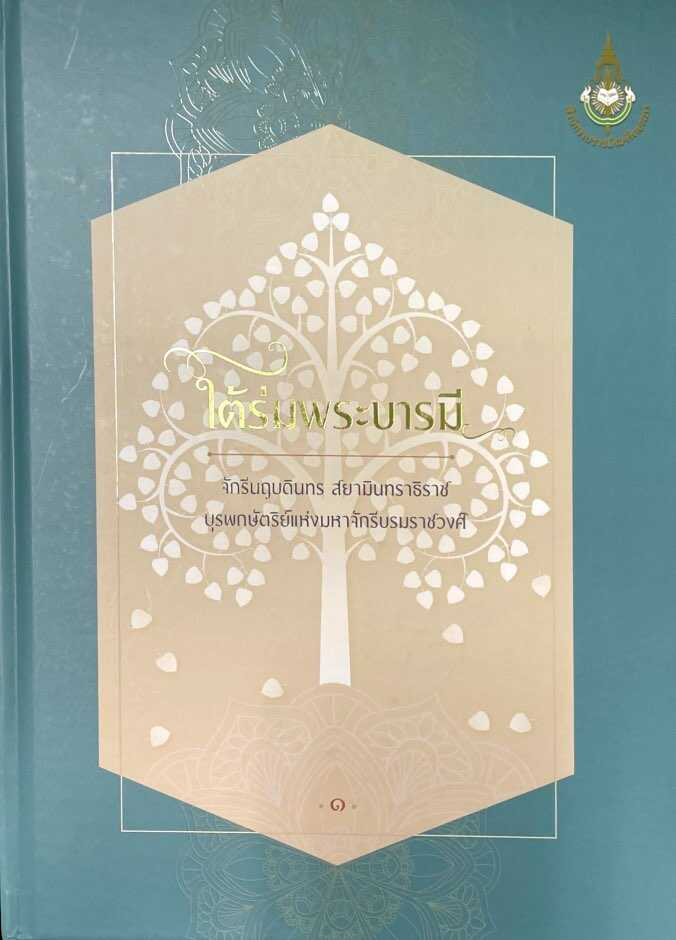 ใต้ร่มพระบารมี
จักรีนฤบดินทร สยามินทราธิราช
บุรพกษัตริย์แห่งมหาจักรีบรมราชวงศ์
๑